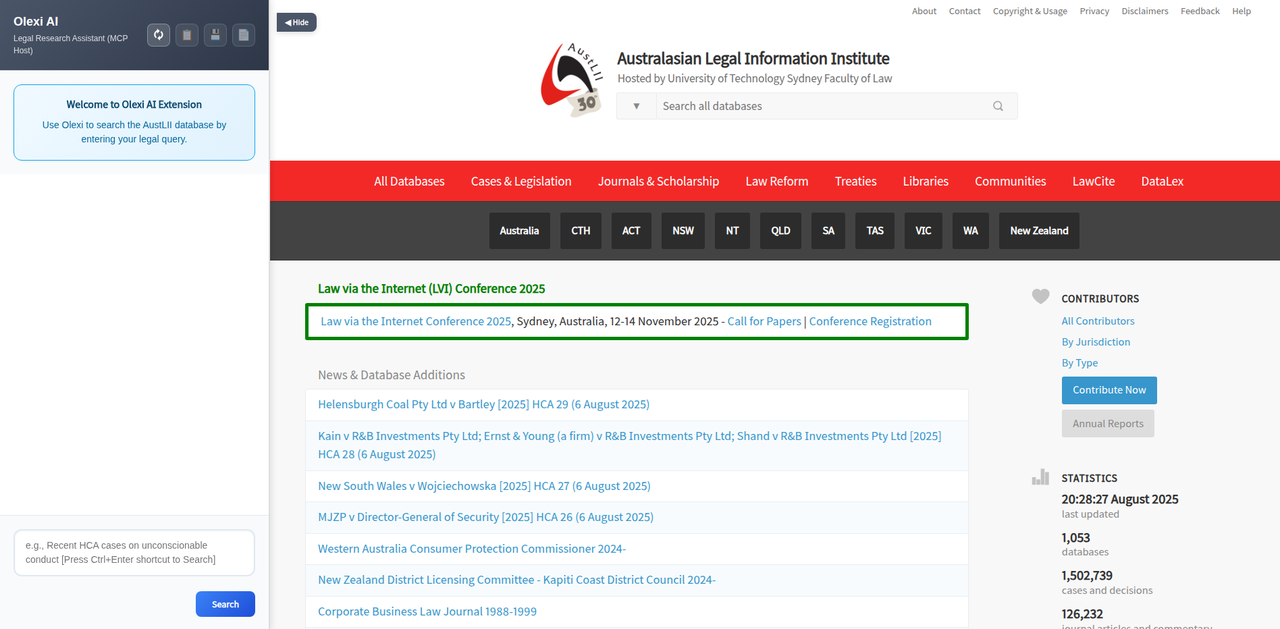 Olexi AI
Legal Research Assistant (MCP
Host)
Welcome to Olexi AI Extension
Use Olexi to search the AustLII database by
entering your legal query.
e.g., Recent HCA cases on unconscionable
conduct [Press Ctrl+Enter shortcut to Search]
Search
◀ Hide
About Contact Copyright & Usage Privacy Disclaimers Feedback Help
AustLII
30
Australasian Legal Information Institute
Hosted by University of Technology Sydney Faculty of Law
▼ Search all databases
All Databases Cases & Legislation Journals & Scholarship Law Reform Treaties Libraries Communities LawCite DataLex
Australia CTH ACT NSW NT QLD SA TAS VIC WA New Zealand
Law via the Internet (LVI) Conference 2025
Law via the Internet Conference 2025, Sydney, Australia, 12-14 November 2025 - Call for Papers | Conference Registration
News & Database Additions
Helensburgh Coal Pty Ltd v Bartley [2025] HCA 29 (6 August 2025)
Kain v R&B Investments Pty Ltd; Ernst & Young (a firm) v R&B Investments Pty Ltd; Shand v R&B Investments Pty Ltd [2025]
HCA 28 (6 August 2025)
New South Wales v Wojciechowska [2025] HCA 27 (6 August 2025)
MJZP v Director-General of Security [2025] HCA 26 (6 August 2025)
Western Australia Consumer Protection Commissioner 2024-
New Zealand District Licensing Committee - Kapiti Coast District Council 2024-
Corporate Business Law Journal 1988-1999
CONTRIBUTORS
All Contributors
By Jurisdiction
By Type
Contribute Now
Annual Reports
STATISTICS
20:28:27 August 2025
last updated
1,053
databases
1,502,739
cases and decisions
126,232
journal articles and commentary